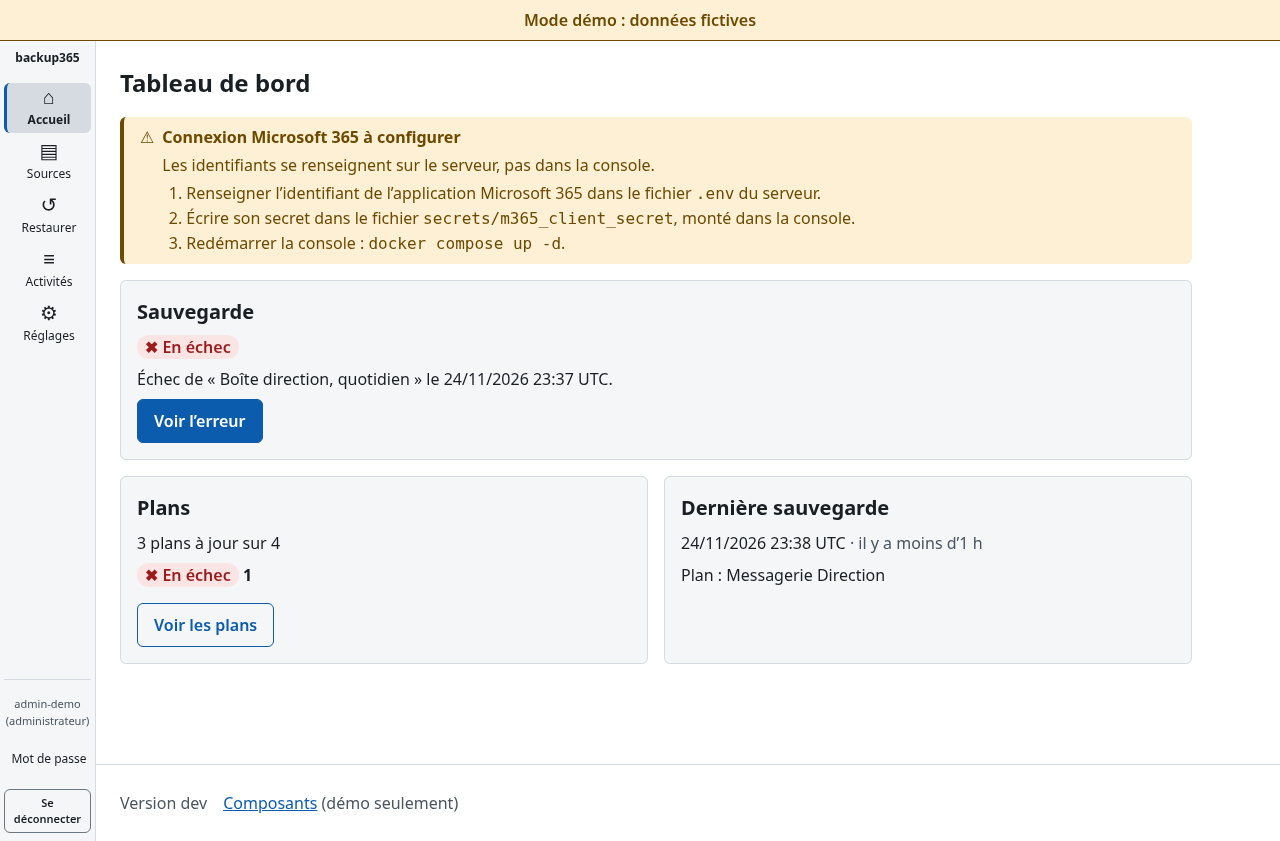 Mode démo : données fictives
backup365
Accueil
Sources
Restaurer
Activités
Réglages
admin-demo
(administrateur)
Mot de passe
Se
déconnecter
Tableau de bord
⚠ Connexion Microsoft 365 à configurer
Les identifiants se renseignent sur le serveur, pas dans la console.
1. Renseigner l’identifiant de l’application Microsoft 365 dans le fichier .env du serveur.
2. Écrire son secret dans le fichier secrets/m365_client_secret, monté dans la console.
3. Redémarrer la console : docker compose up -d.
Sauvegarde
✖ En échec
Échec de « Boîte direction, quotidien » le 24/11/2026 23:37 UTC.
Voir l’erreur
Plans
3 plans à jour sur 4
✖ En échec 1
Voir les plans
Dernière sauvegarde
24/11/2026 23:38 UTC · il y a moins d’1 h
Plan : Messagerie Direction
Version dev Composants (démo seulement)